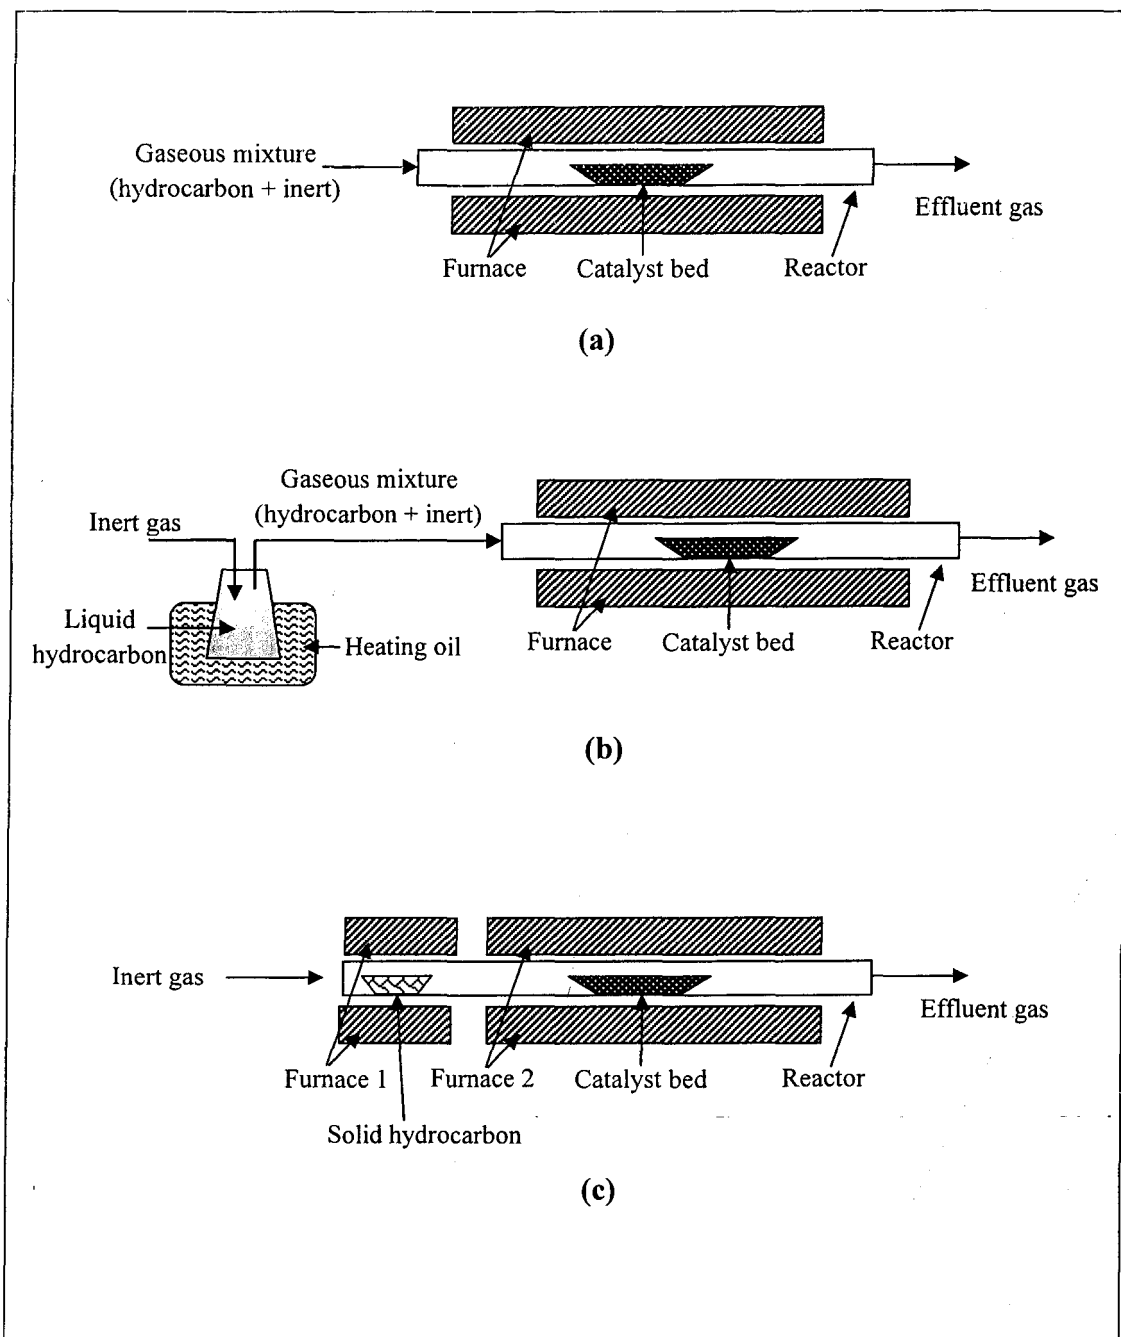 Gaseous mixture
(hydrocarbon + inert)
Effluent gas
Furnace
Catalyst bed
Reactor
(a)
Gaseous mixture
(hydrocarbon + inert)
Inert gas
Liquid
hydrocarbon
Heating oil
Effluent gas
Furnace
Catalyst bed
Reactor
(b)
Inert gas
Effluent gas
Furnace 1
Furnace 2
Catalyst bed
Reactor
Solid hydrocarbon
(c)